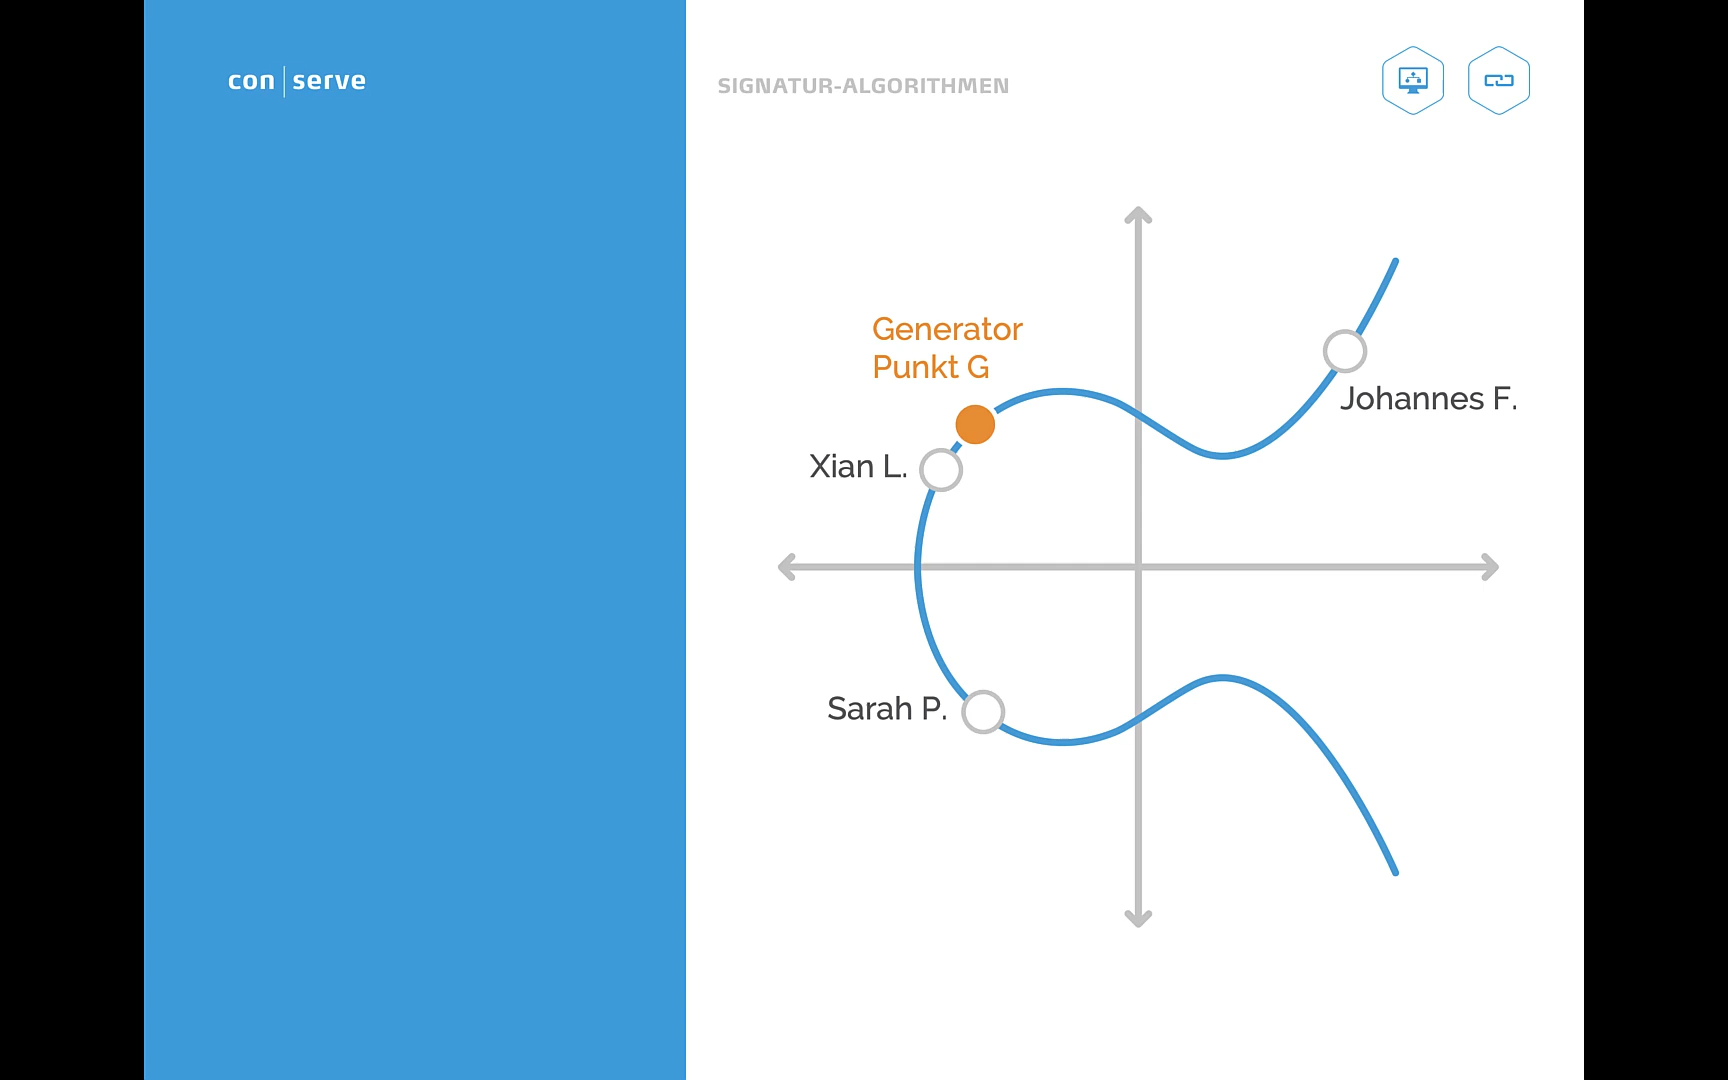 con|serve
SIGNATUR-ALGORITHMEN
Generator
Punkt G
Johannes F.
Xian L.
Sarah P.